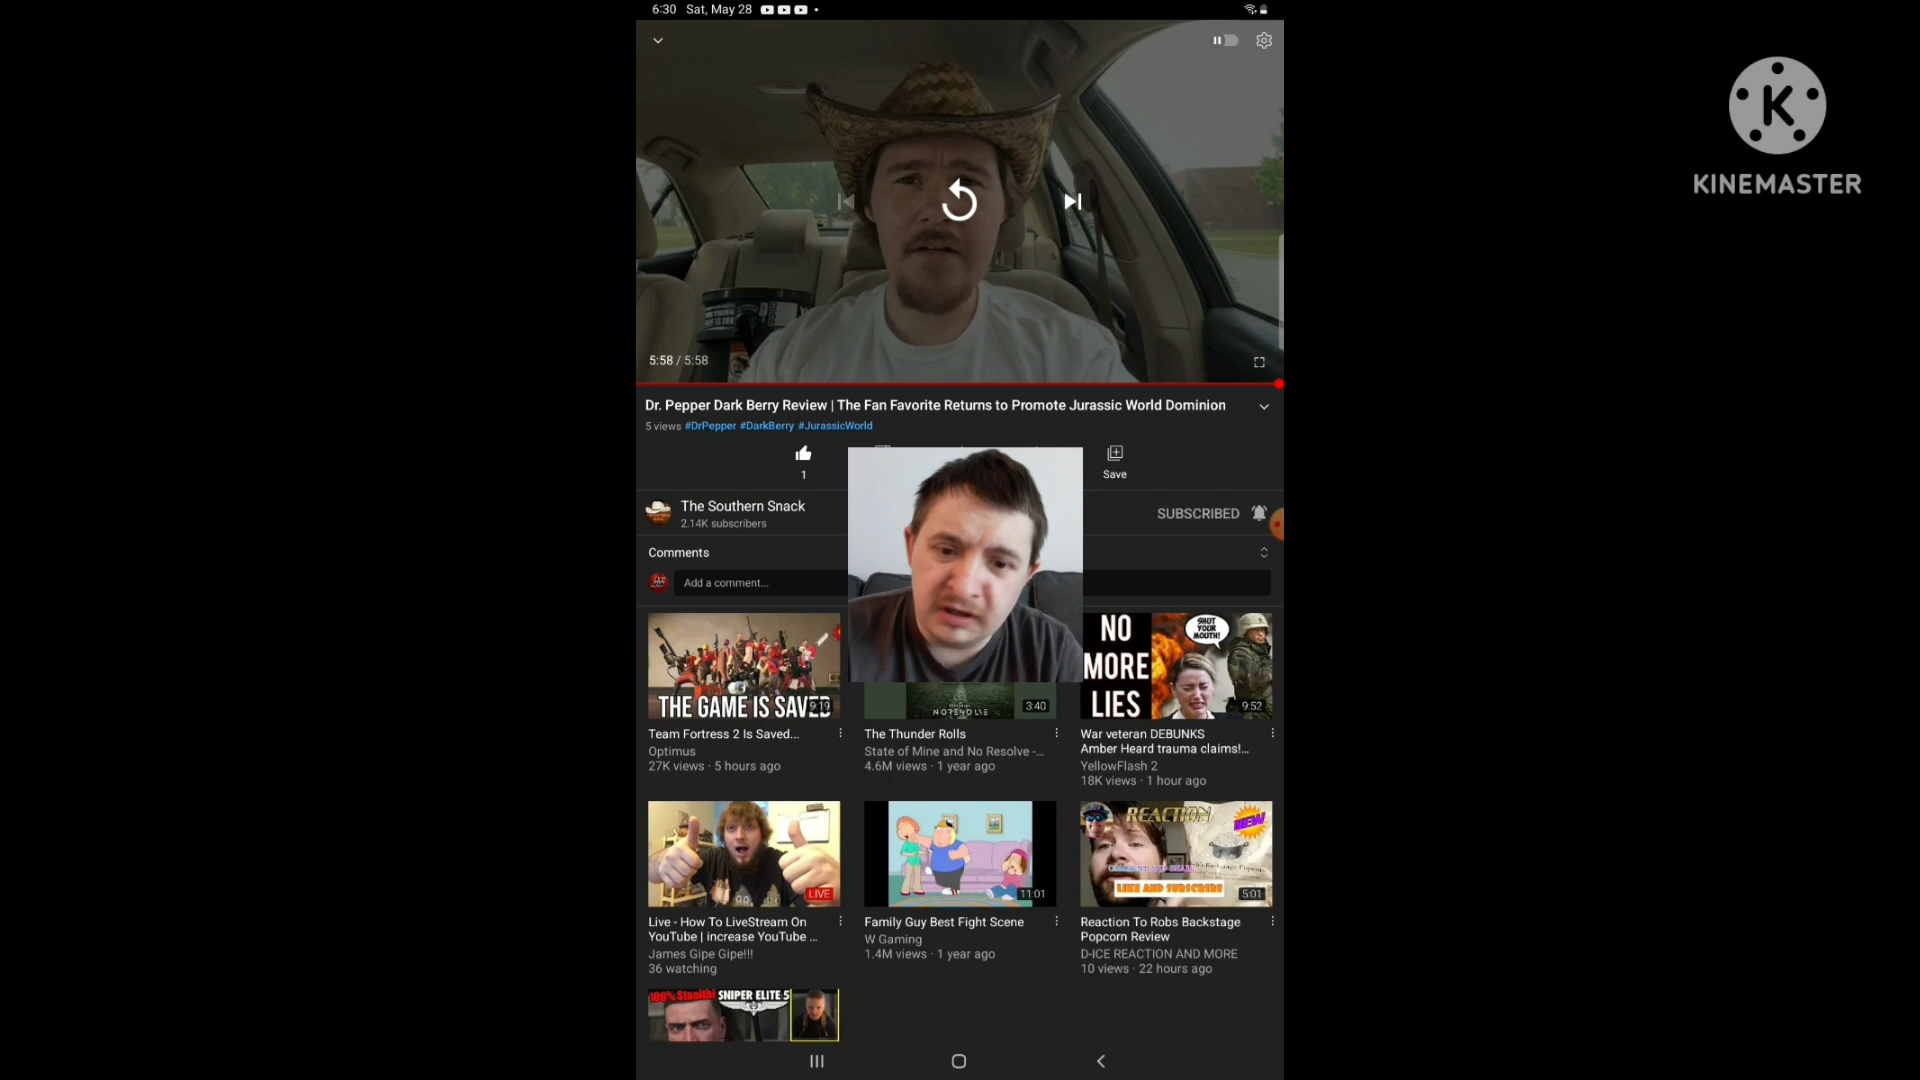 6:30 Sat, May 28
KINEMASTER
5:58 / 5:58
Dr. Pepper Dark Berry Review | The Fan Favorite Returns to Promote Jurassic World Dominion
5 views #DrPepper #DarkBerry #JurassicWorld
1
Save
The Southern Snack
2.14K subscribers
SUBSCRIBED
Comments
Add a comment...
THE GAME IS SAVED
9:19
Team Fortress 2 Is Saved...
Optimus
27K views · 5 hours ago
3:40
The Thunder Rolls
State of Mine and No Resolve -...
4.6M views · 1 year ago
NO
MORE
LIES
SHUT
YOUR
MOUTH!
9:52
War veteran DEBUNKS
Amber Heard trauma claims!...
YellowFlash 2
18K views · 1 hour ago
LIVE
Live - How To LiveStream On
YouTube | increase YouTube ...
James Gipe Gipe!!!
36 watching
11:01
Family Guy Best Fight Scene
W Gaming
1.4M views · 1 year ago
REACTION
NEW
LIKE AND SUBSCRIBE
5:01
Reaction To Robs Backstage
Popcorn Review
D-ICE REACTION AND MORE
10 views · 22 hours ago
100% Stealth! SNIPER ELITE 5